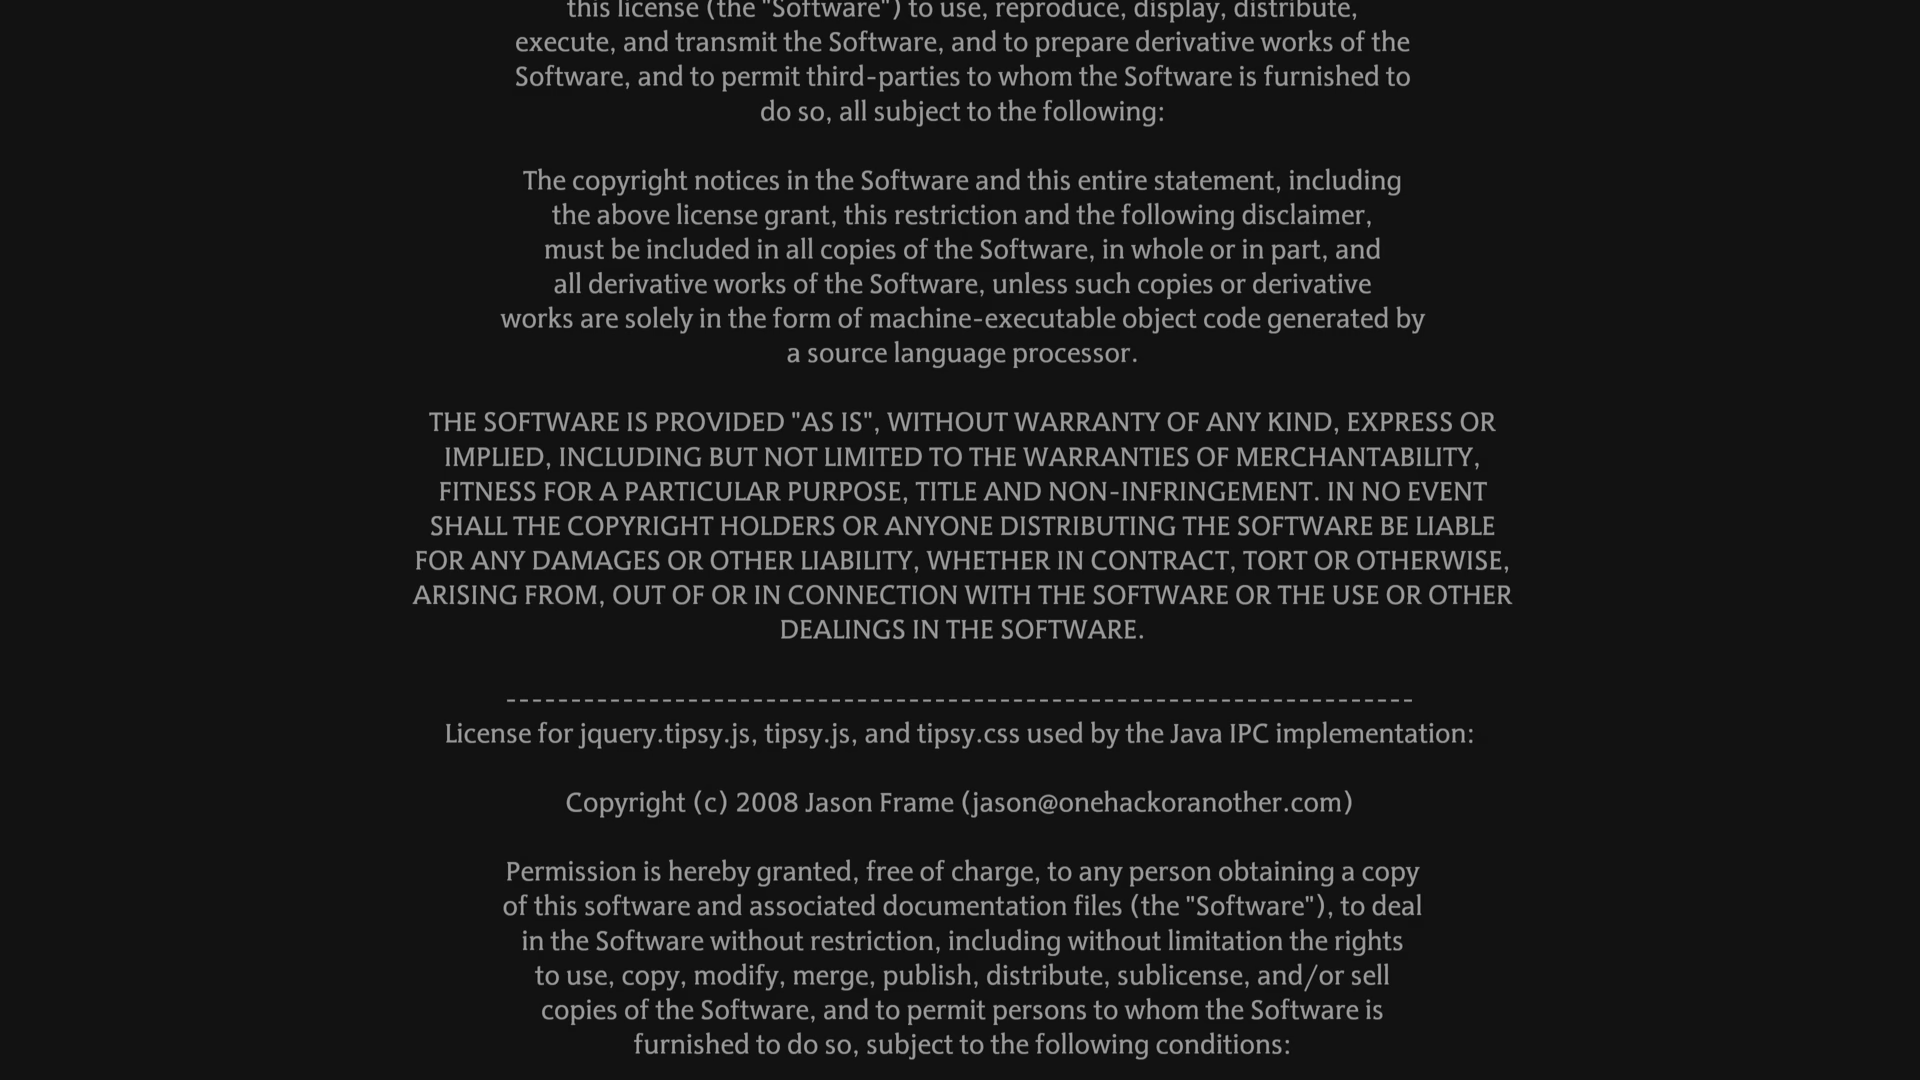 this license (the "Software") to use, reproduce, display, distribute,
execute, and transmit the Software, and to prepare derivative works of the
Software, and to permit third-parties to whom the Software is furnished to
do so, all subject to the following:
The copyright notices in the Software and this entire statement, including
the above license grant, this restriction and the following disclaimer,
must be included in all copies of the Software, in whole or in part, and
all derivative works of the Software, unless such copies or derivative
works are solely in the form of machine-executable object code generated by
a source language processor.
THE SOFTWARE IS PROVIDED "AS IS", WITHOUT WARRANTY OF ANY KIND, EXPRESS OR
IMPLIED, INCLUDING BUT NOT LIMITED TO THE WARRANTIES OF MERCHANTABILITY,
FITNESS FOR A PARTICULAR PURPOSE, TITLE AND NON-INFRINGEMENT. IN NO EVENT
SHALL THE COPYRIGHT HOLDERS OR ANYONE DISTRIBUTING THE SOFTWARE BE LIABLE
FOR ANY DAMAGES OR OTHER LIABILITY, WHETHER IN CONTRACT, TORT OR OTHERWISE,
ARISING FROM, OUT OF OR IN CONNECTION WITH THE SOFTWARE OR THE USE OR OTHER
DEALINGS IN THE SOFTWARE.
----------------------------------------------------------------------
License for jquery.tipsy.js, tipsy.js, and tipsy.css used by the Java IPC implementation:
Copyright (c) 2008 Jason Frame (jason@onehackoranother.com)
Permission is hereby granted, free of charge, to any person obtaining a copy
of this software and associated documentation files (the "Software"), to deal
in the Software without restriction, including without limitation the rights
to use, copy, modify, merge, publish, distribute, sublicense, and/or sell
copies of the Software, and to permit persons to whom the Software is
furnished to do so, subject to the following conditions: